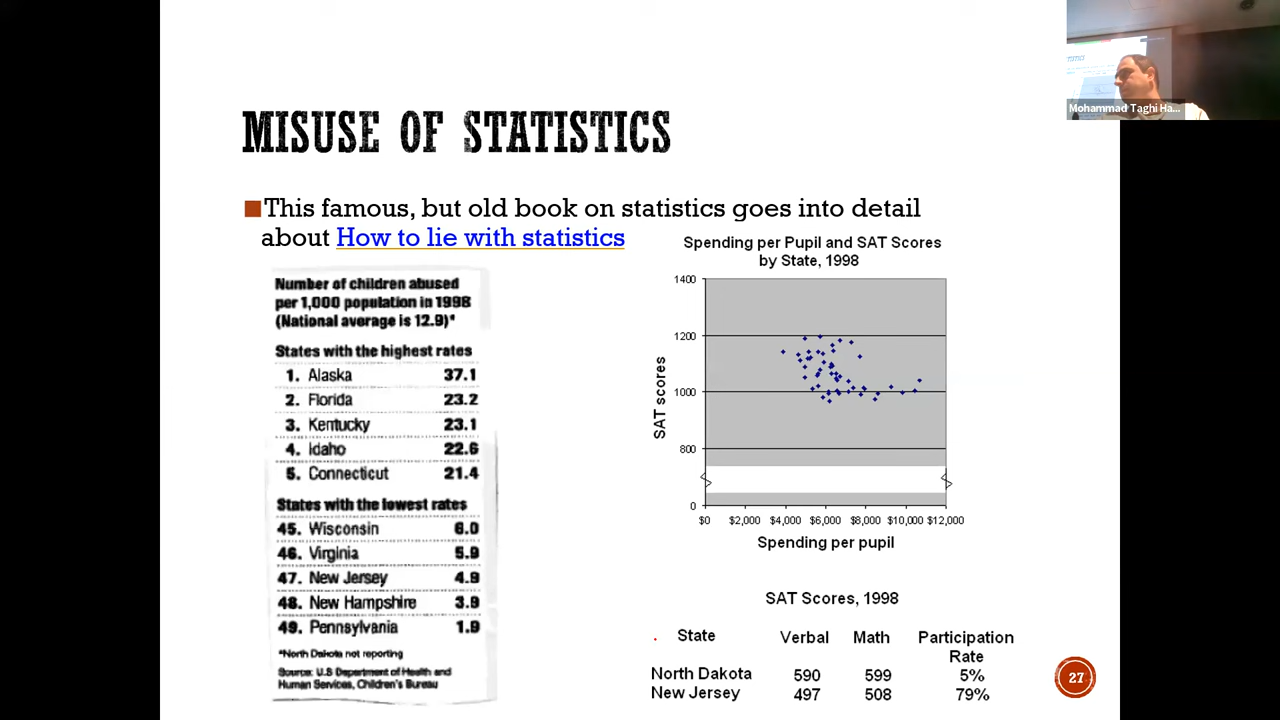 MISUSE OF STATISTICS
This famous, but old book on statistics goes into detail
about How to lie with statistics
Number of children abused
per 1,000 population in 1998
(National average is 12.9)*
States with the highest rates
1. Alaska 37.1
2. Florida 23.2
3. Kentucky 23.1
4. Idaho 22.6
5. Connecticut 21.4
States with the lowest rates
45. Wisconsin 6.0
46. Virginia 5.9
47. New Jersey 4.9
48. New Hampshire 3.9
49. Pennsylvania 1.9
*North Dakota not reporting
Source: U.S Department of Health and
Human Services, Children's Bureau
Spending per Pupil and SAT Scores
by State, 1998
1400
1200
1000
800
0
SAT scores
$0 $2,000 $4,000 $6,000 $8,000 $10,000 $12,000
Spending per pupil
SAT Scores, 1998
State Verbal Math Participation
Rate
North Dakota 590 599 5%
New Jersey 497 508 79%
27
Mohammad Taghi Ha...